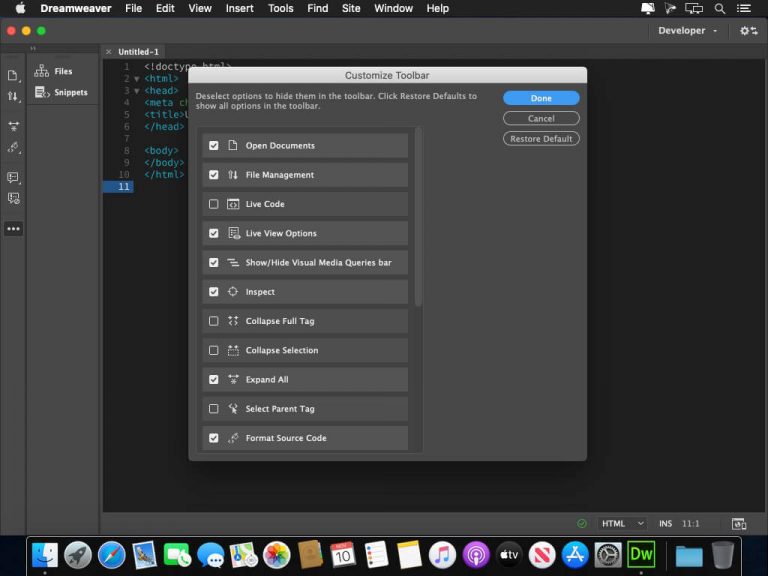 Dreamweaver File Edit View Insert Tools Find Site Window Help
Developer
Untitled-1
Files
Snippets
1 <!doctype html>
2 <html>
3 <head>
4 <meta
5 <title>
6 </head>
7
8 <body>
9 </body>
10 </html>
11
Customize Toolbar
Deselect options to hide them in the toolbar. Click Restore Defaults to
show all options in the toolbar.
Done
Cancel
Restore Default
Open Documents
File Management
Live Code
Live View Options
Show/Hide Visual Media Queries bar
Inspect
Collapse Full Tag
Collapse Selection
Expand All
Select Parent Tag
Format Source Code
HTML INS 11:1
10
tv
Dw